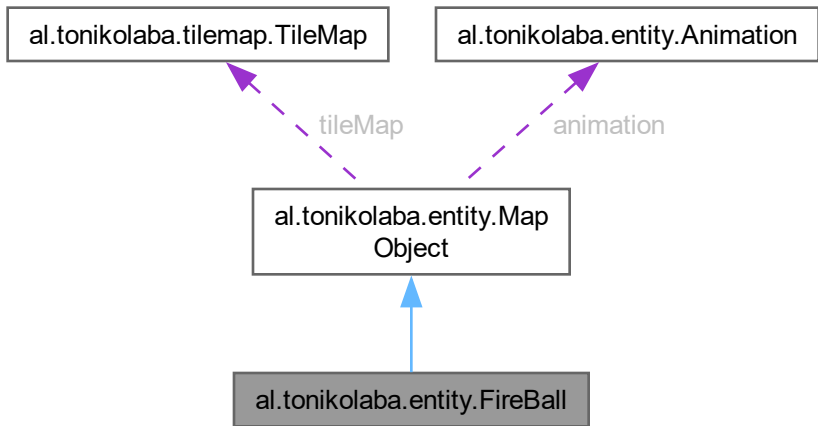 al.tonikolaba.tilemap.TileMap
al.tonikolaba.entity.Animation
tileMap
animation
al.tonikolaba.entity.Map
Object
al.tonikolaba.entity.FireBall